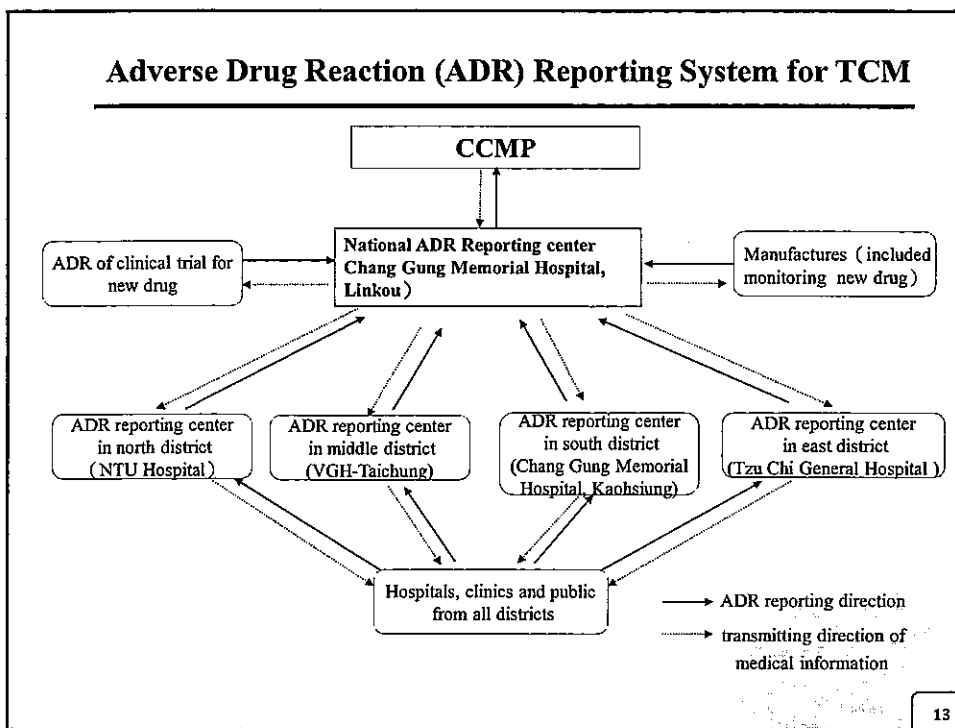 Adverse Drug Reaction (ADR) Reporting System for TCM
CCMP
ADR of clinical trial for
new drug
National ADR Reporting center
Chang Gung Memorial Hospital,
Linkou）
Manufactures（included
monitoring new drug）
ADR reporting center
in north district
（NTU Hospital）
ADR reporting center
in middle district
(VGH-Taichung)
ADR reporting center
in south district
(Chang Gung Memorial
Hospital, Kaohsiung)
ADR reporting center
in east district
（Tzu Chi General Hospital ）
Hospitals, clinics and public
from all districts
ADR reporting direction
transmitting direction of
medical information
13